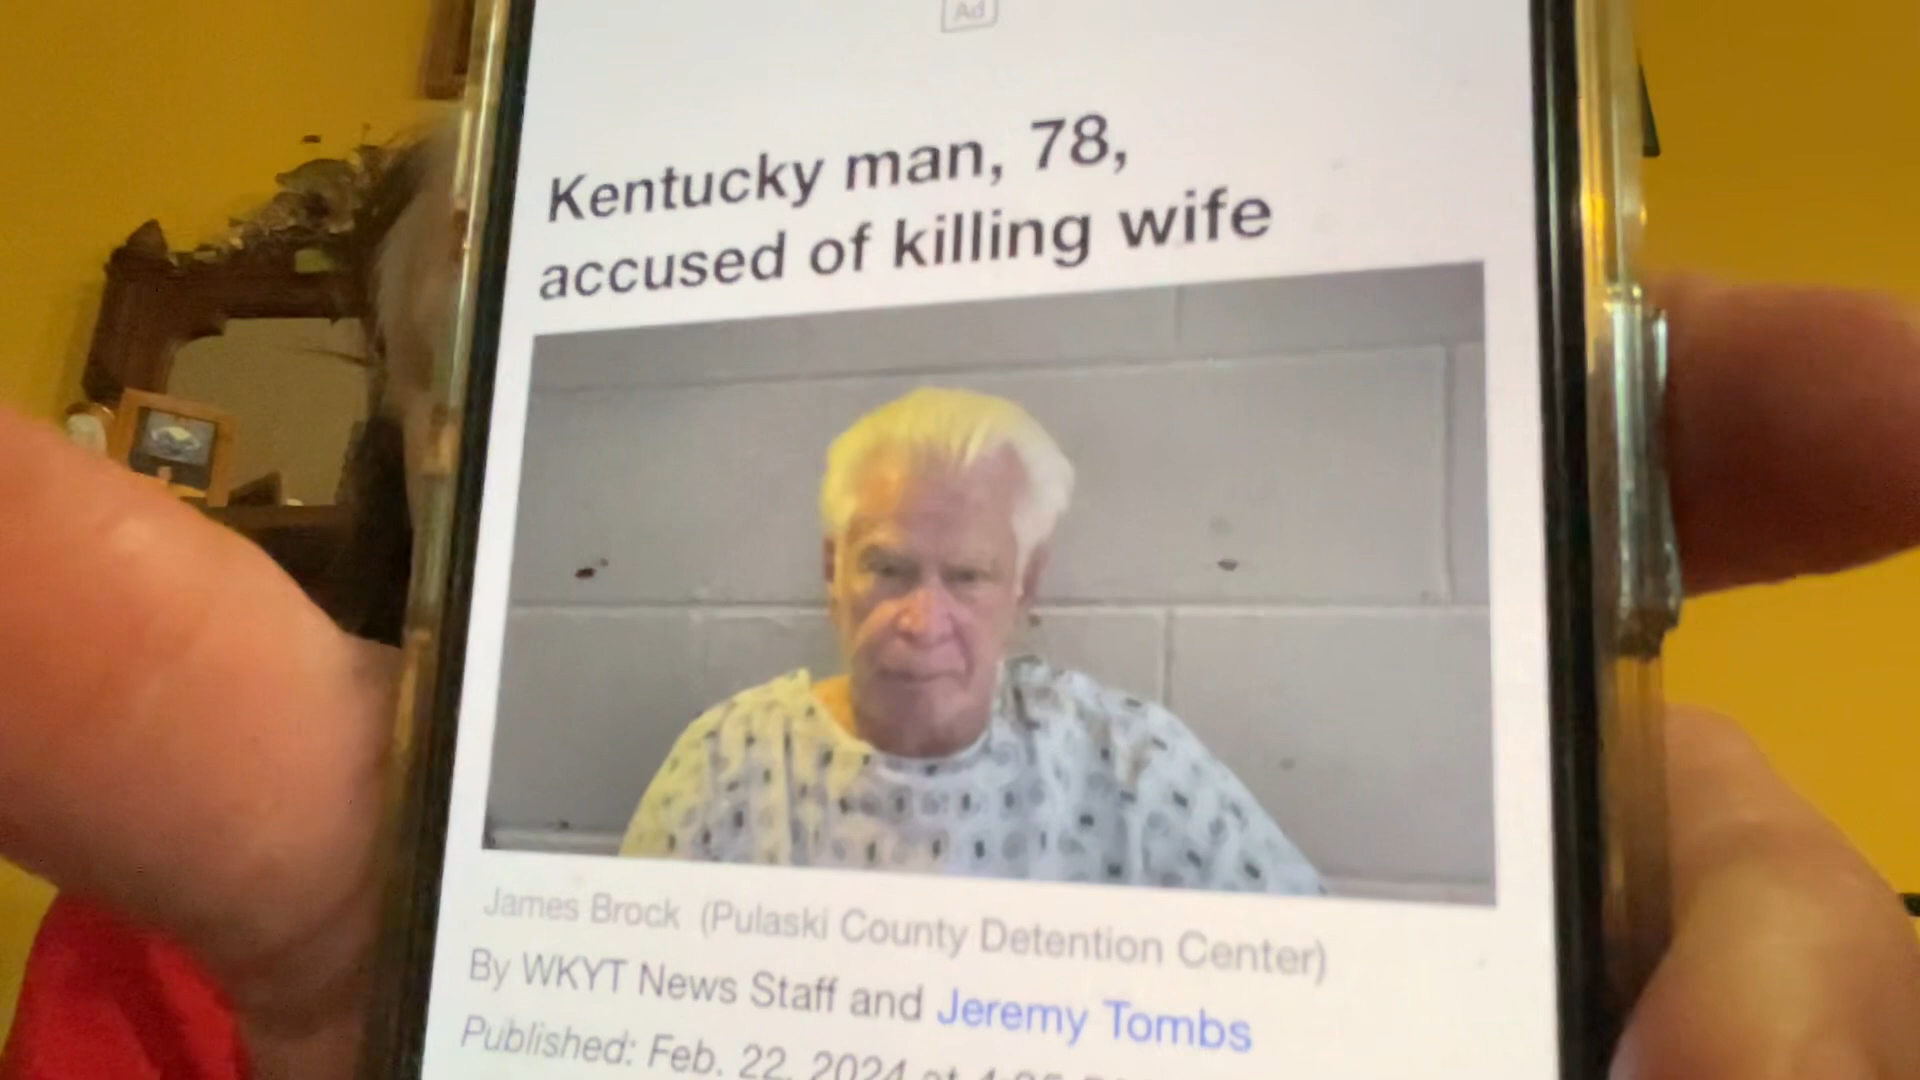 Ad
Kentucky man, 78,
accused of killing wife
James Brock (Pulaski County Detention Center)
By WKYT News Staff and Jeremy Tombs
Published: Feb. 22, 2024 at